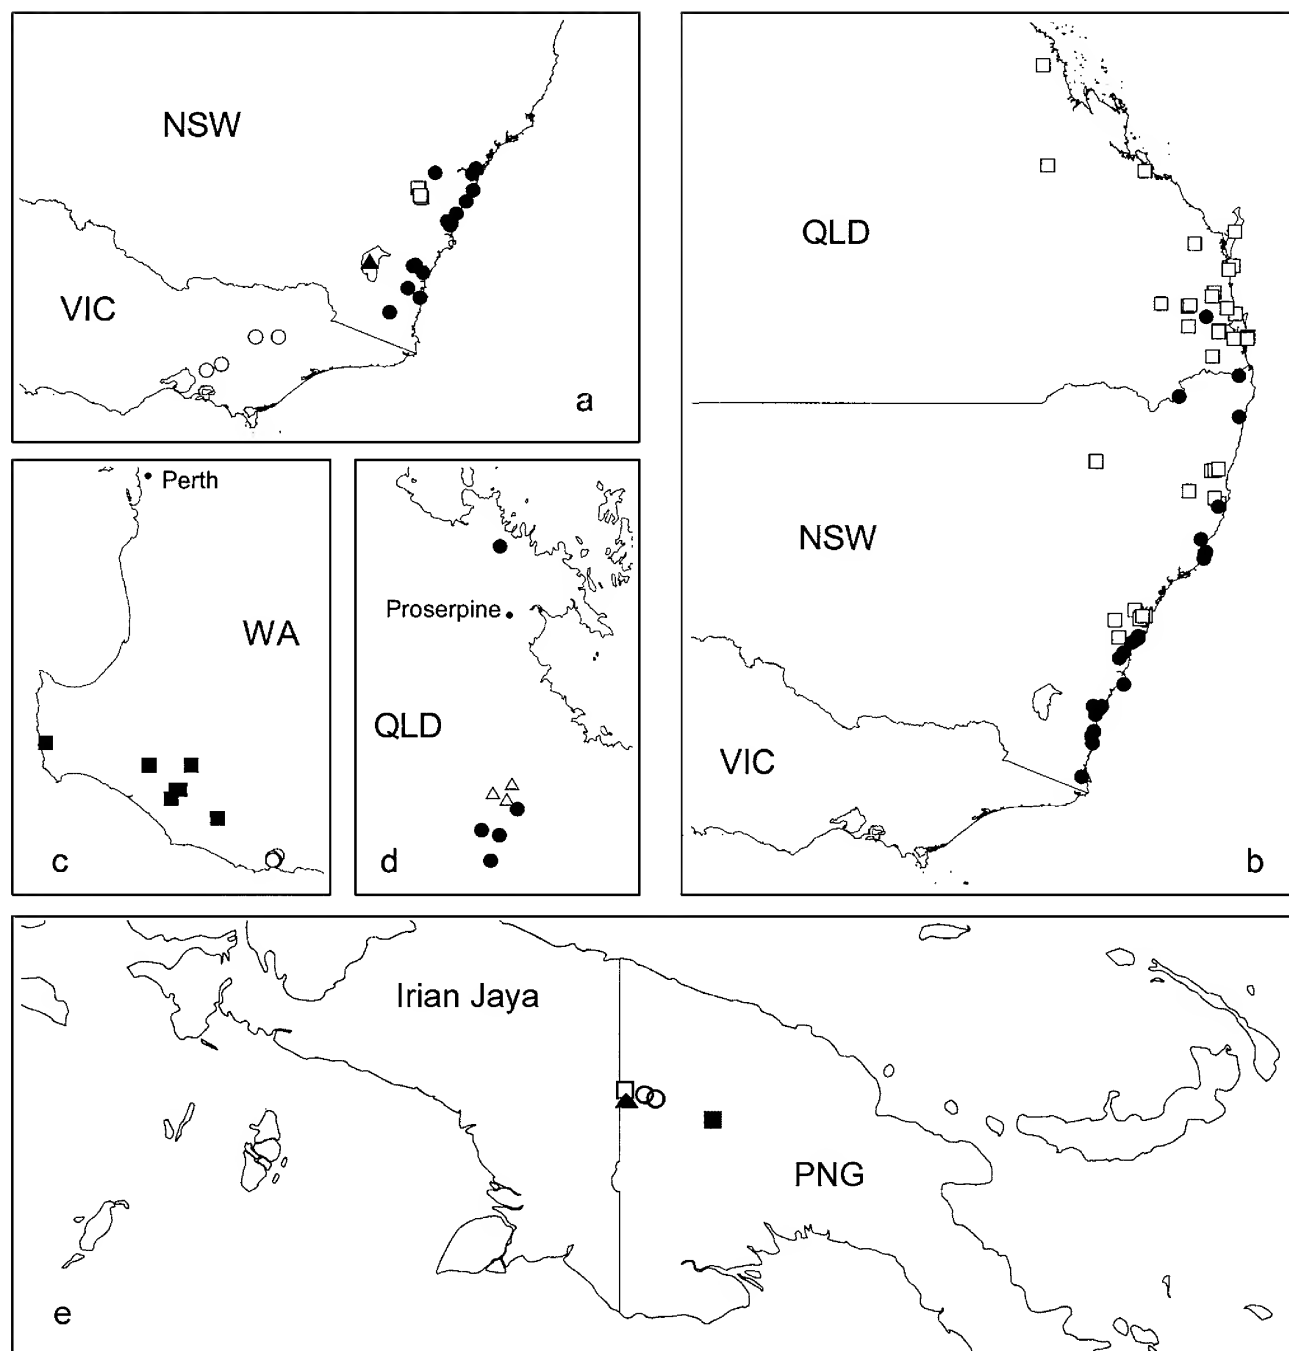 NSW
VIC
a
QLD
NSW
VIC
b
Perth
WA
c
Proserpine
QLD
d
Irian Jaya
PNG
e